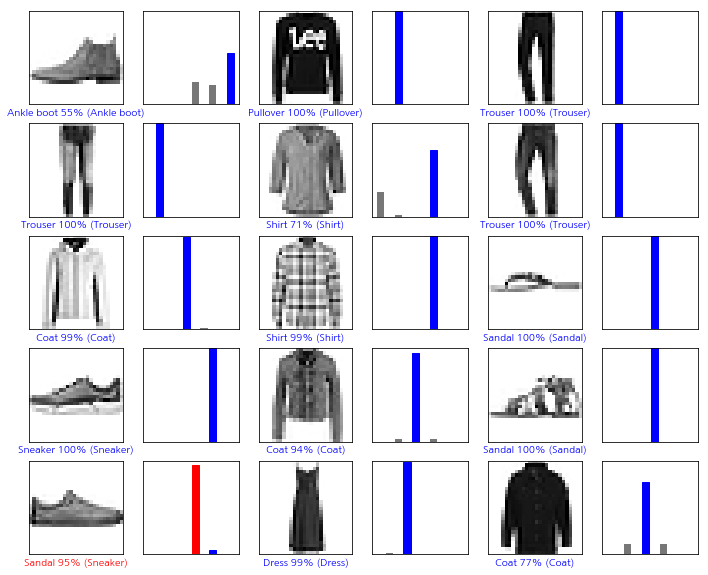 Lee
Ankle boot 55% (Ankle boot)
Pullover 100% (Pullover)
Trouser 100% (Trouser)
Trouser 100% (Trouser)
Shirt 71% (Shirt)
Trouser 100% (Trouser)
Coat 99% (Coat)
Shirt 99% (Shirt)
Sandal 100% (Sandal)
Sneaker 100% (Sneaker)
Coat 94% (Coat)
Sandal 100% (Sandal)
Sandal 95% (Sneaker)
Dress 99% (Dress)
Coat 77% (Coat)